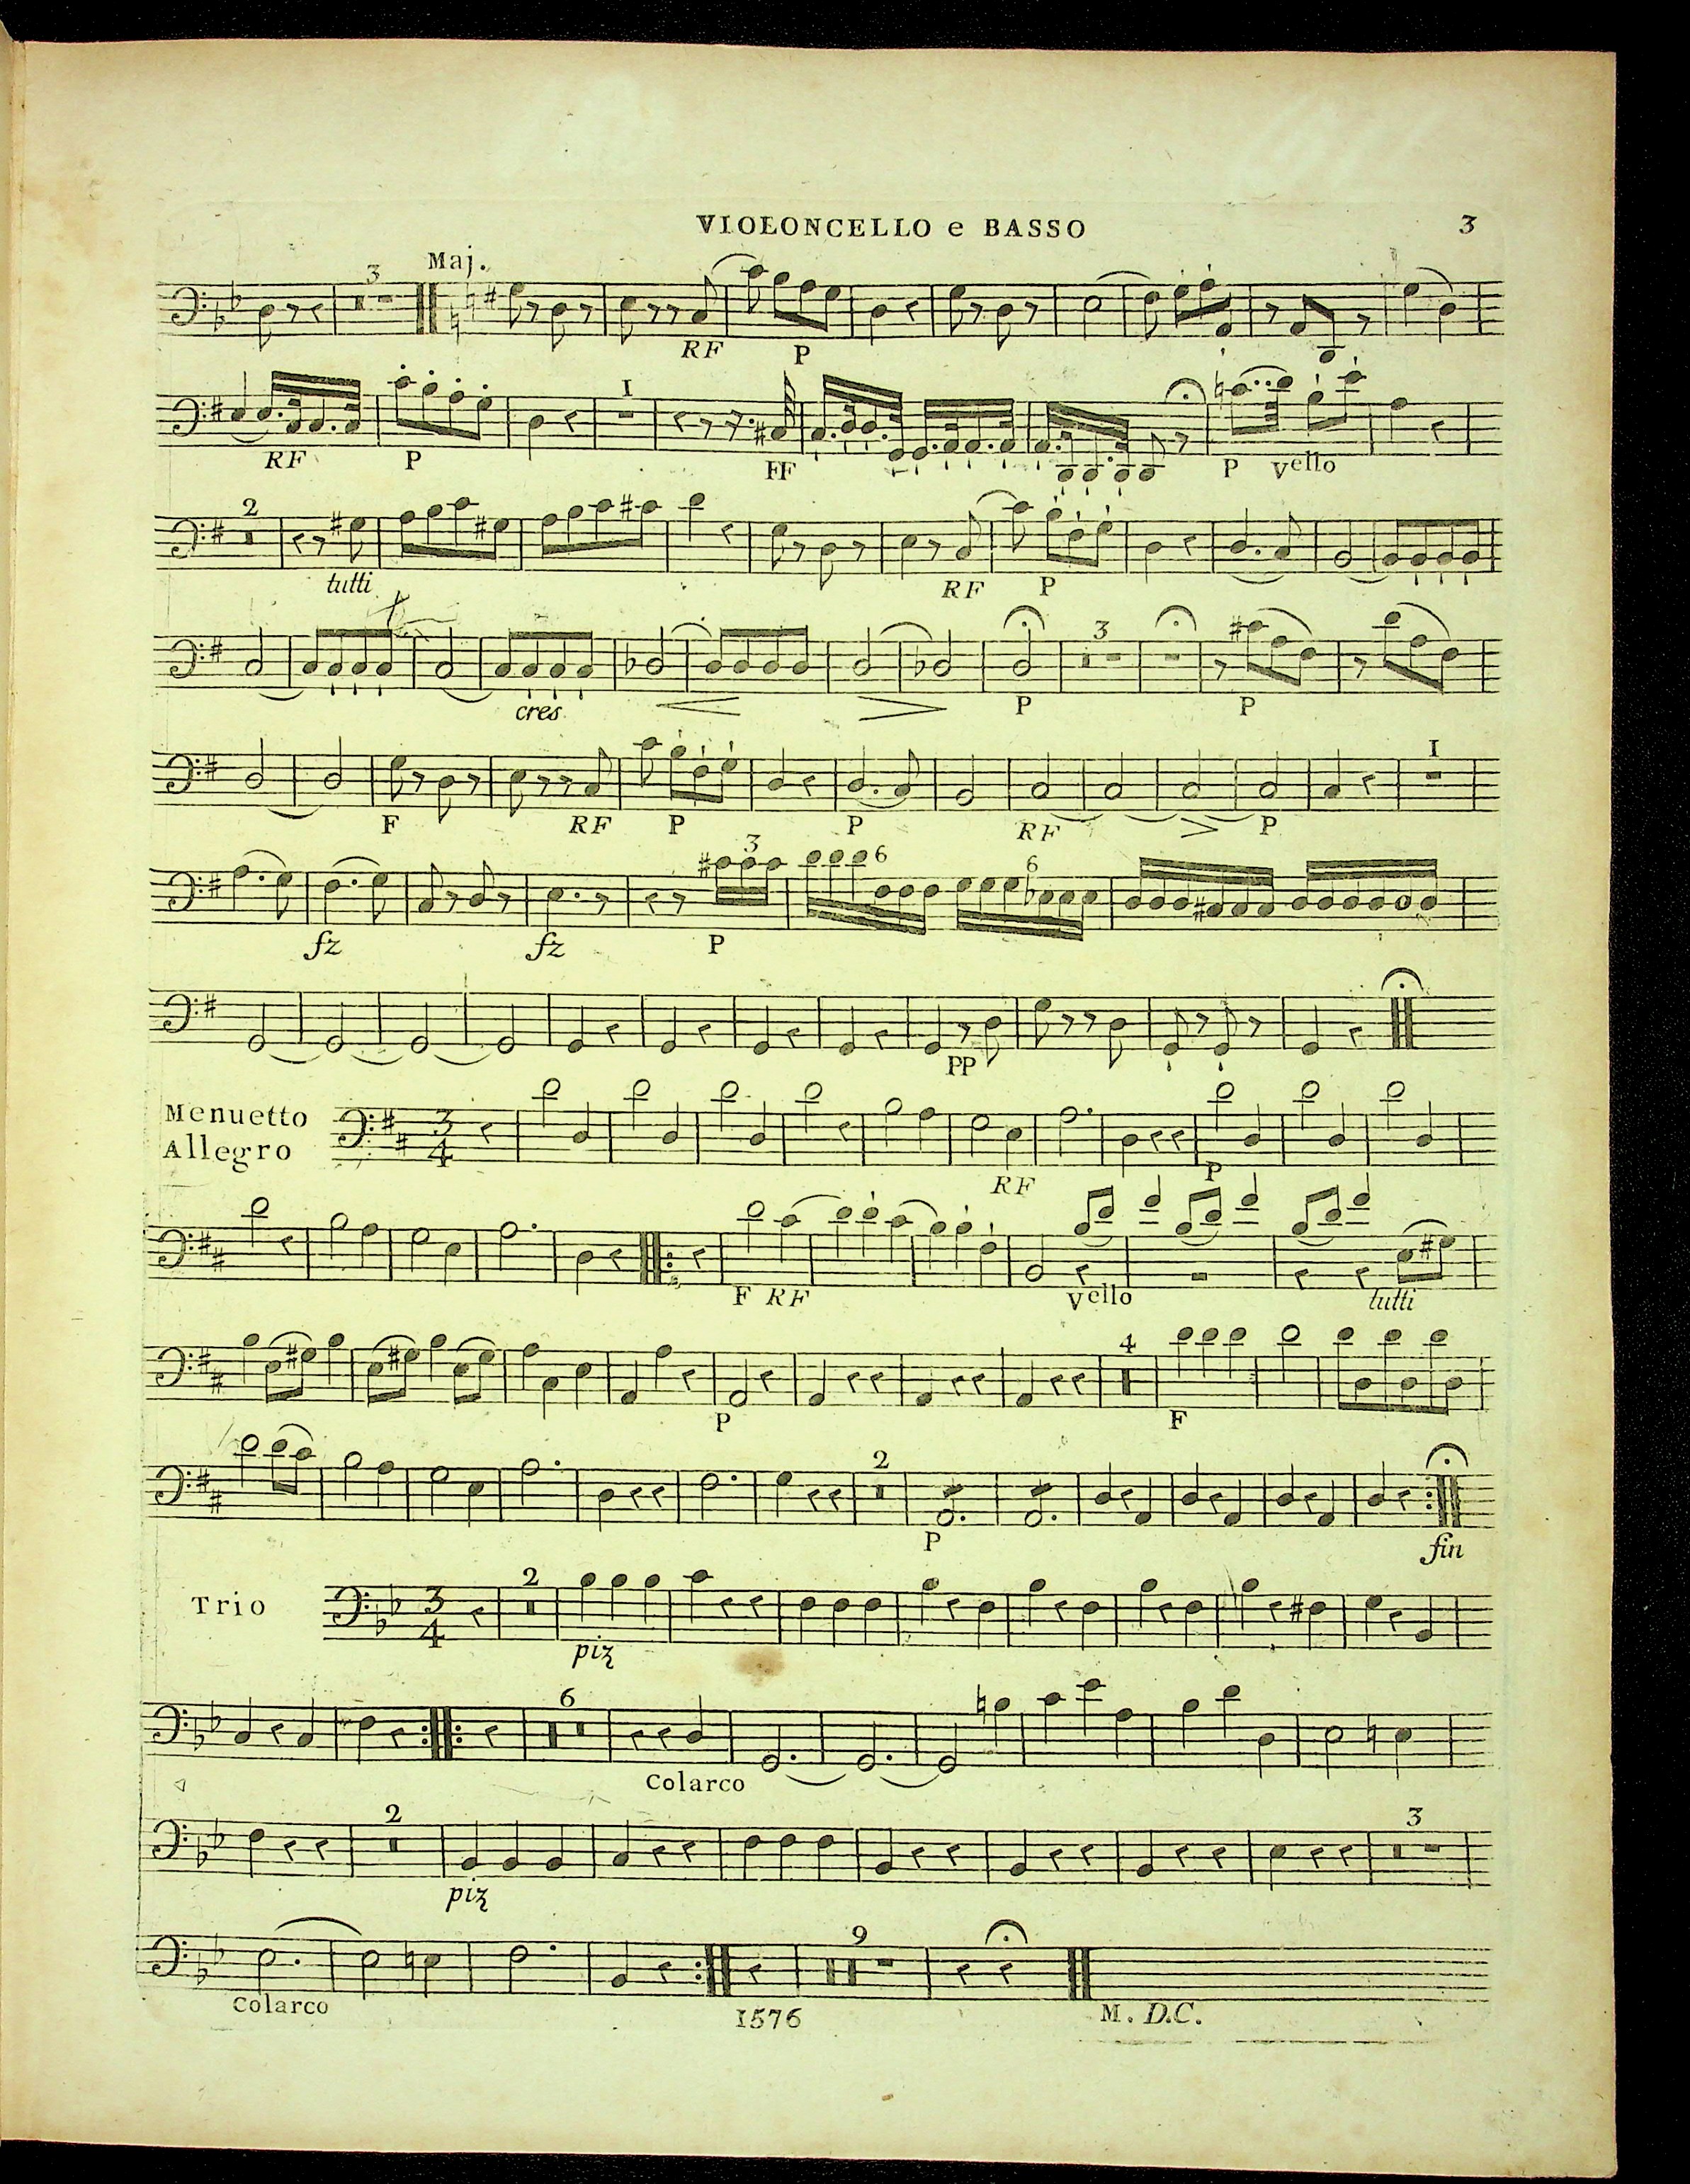 VIOLONCELLO e BASSO 3
3 Maj.
RF P
I
RF P FF P Vello
2
tutti RF P
3
cres P P
I
F RF P P RF P
3 6 6
fz fz P
PP
Menuetto
Allegro
3
4
RF P
F RF Vello tutti
4
P F
2
P fin
Trio
3
4
2
piz
6
Colarco
2 3
piz
9
Colarco
1576 M. D.C.